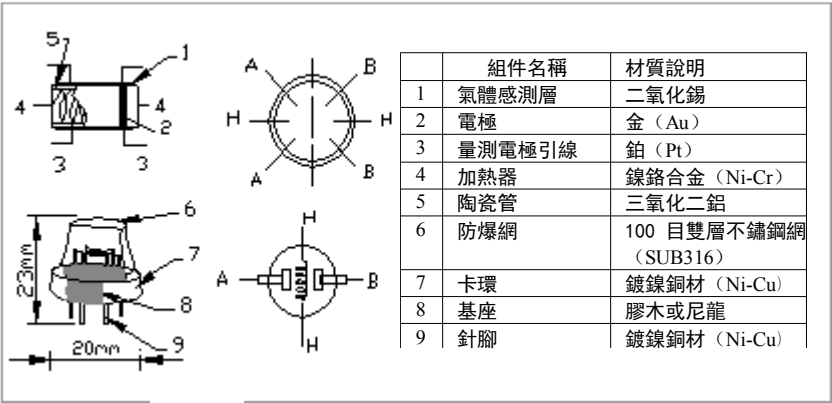 5
1
4
4
2
3
3
A
B
H
H
A
B
6
7
8
9
23mm
20mm
H
A
B
H
組件名稱 材質說明
1 氣體感測層 二氧化錫
2 電極 金（Au）
3 量測電極引線 鉑（Pt）
4 加熱器 鎳鉻合金（Ni-Cr）
5 陶瓷管 三氧化二鋁
6 防爆網 100 目雙層不鏽鋼網
（SUB316）
7 卡環 鍍鎳銅材（Ni-Cu）
8 基座 膠木或尼龍
9 針腳 鍍鎳銅材（Ni-Cu）